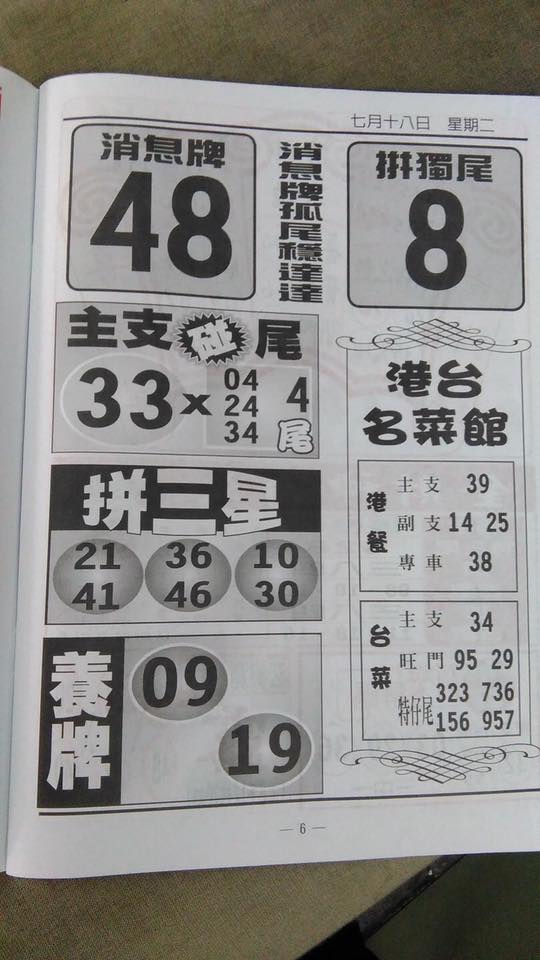 七月十八日 星期二
消息牌
48
消息牌孤尾穩達達
拚獨尾
8
主支碰尾
33x
04
24
34
4
尾
拼三星
21 36 10
41 46 30
養牌
09
19
港台
名菜館
港餐
主支 39
副支 14 25
專車 38
台菜
主支 34
旺門 95 29
特仔尾 323 736
156 957
— 6 —